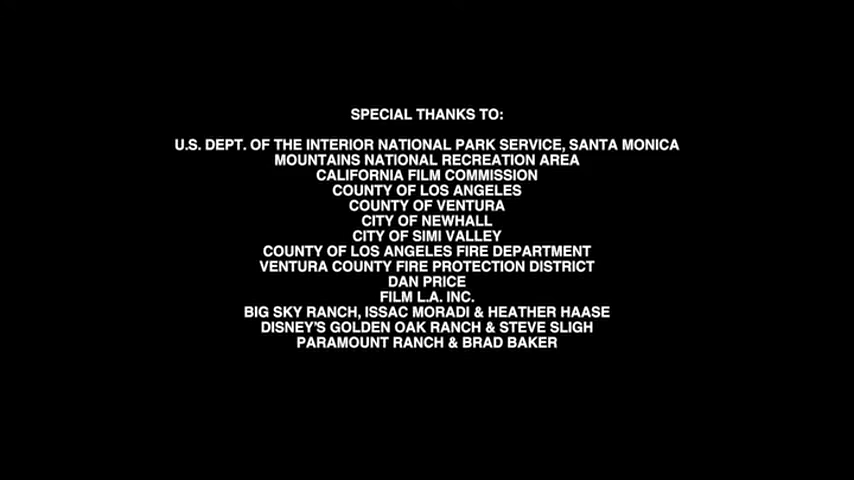 SPECIAL THANKS TO:
U.S. DEPT. OF THE INTERIOR NATIONAL PARK SERVICE, SANTA MONICA
MOUNTAINS NATIONAL RECREATION AREA
CALIFORNIA FILM COMMISSION
COUNTY OF LOS ANGELES
COUNTY OF VENTURA
CITY OF NEWHALL
CITY OF SIMI VALLEY
COUNTY OF LOS ANGELES FIRE DEPARTMENT
VENTURA COUNTY FIRE PROTECTION DISTRICT
DAN PRICE
FILM L.A. INC.
BIG SKY RANCH, ISSAC MORADI & HEATHER HAASE
DISNEY'S GOLDEN OAK RANCH & STEVE SLIGH
PARAMOUNT RANCH & BRAD BAKER